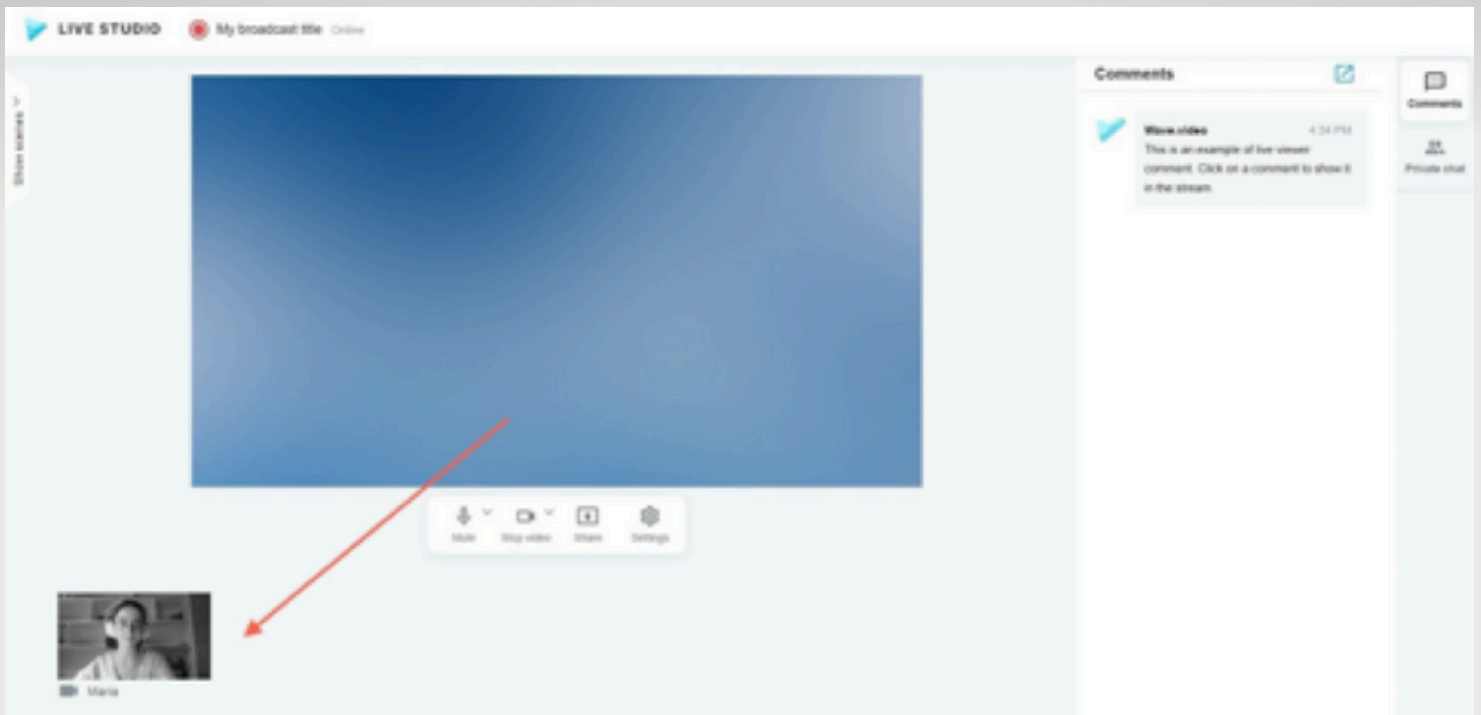 LIVE STUDIO
My broadcast title Online
Show scenes
Comments
Comments
Wave.video 4:34 PM
This is an example of live viewer
comment. Click on a comment to show it
in the stream.
Private chat
Mute Stop video Share Settings
Maria